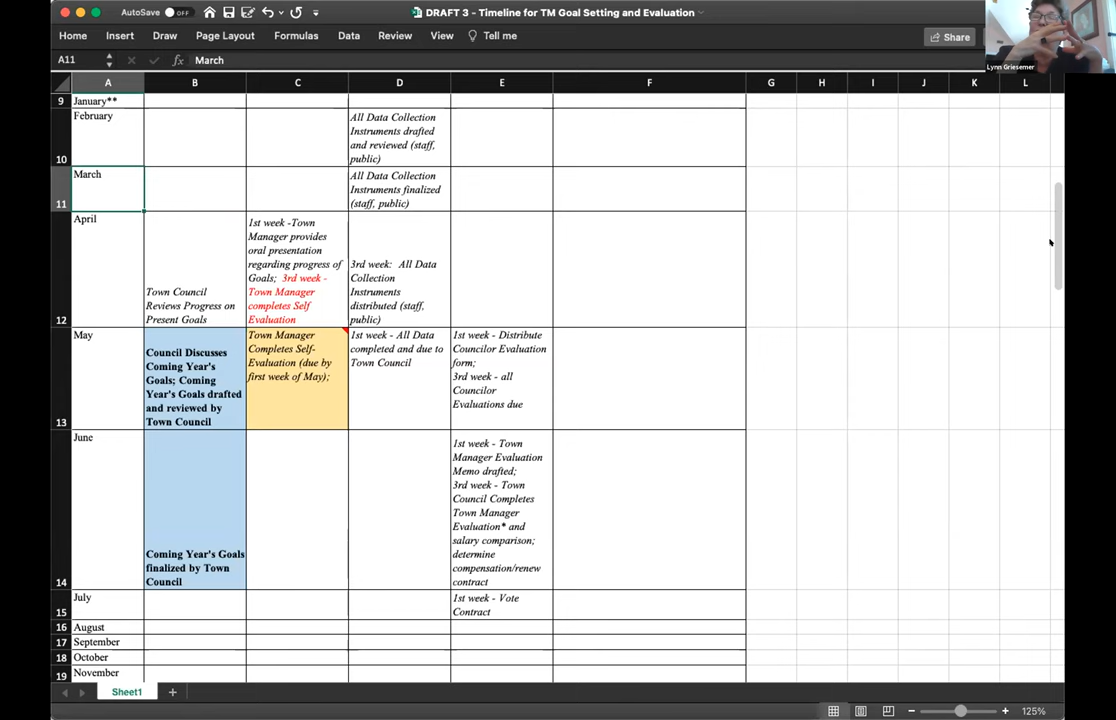 AutoSave OFF
DRAFT 3 - Timeline for TM Goal Setting and Evaluation
Home Insert Draw Page Layout Formulas Data Review View Tell me
Share
Lynn Griesemer
A11 fx March
A B C D E F G H I J K L
9 January**
10 February
All Data Collection
Instruments drafted
and reviewed (staff,
public)
11 March
All Data Collection
Instruments finalized
(staff, public)
12 April
Town Council
Reviews Progress on
Present Goals
1st week -Town
Manager provides
oral presentation
regarding progress of
Goals; 3rd week -
Town Manager
completes Self
Evaluation
3rd week: All Data
Collection
Instruments
distributed (staff,
public)
13 May
Council Discusses
Coming Year's
Goals; Coming
Year's Goals drafted
and reviewed by
Town Council
Town Manager
Completes Self-
Evaluation (due by
first week of May);
1st week - All Data
completed and due to
Town Council
1st week - Distribute
Councilor Evaluation
form;
3rd week - all
Councilor
Evaluations due
14 June
Coming Year's Goals
finalized by Town
Council
1st week - Town
Manager Evaluation
Memo drafted;
3rd week - Town
Council Completes
Town Manager
Evaluation* and
salary comparison;
determine
compensation/renew
contract
15 July
1st week - Vote
Contract
16 August
17 September
18 October
19 November
Sheet1
125%